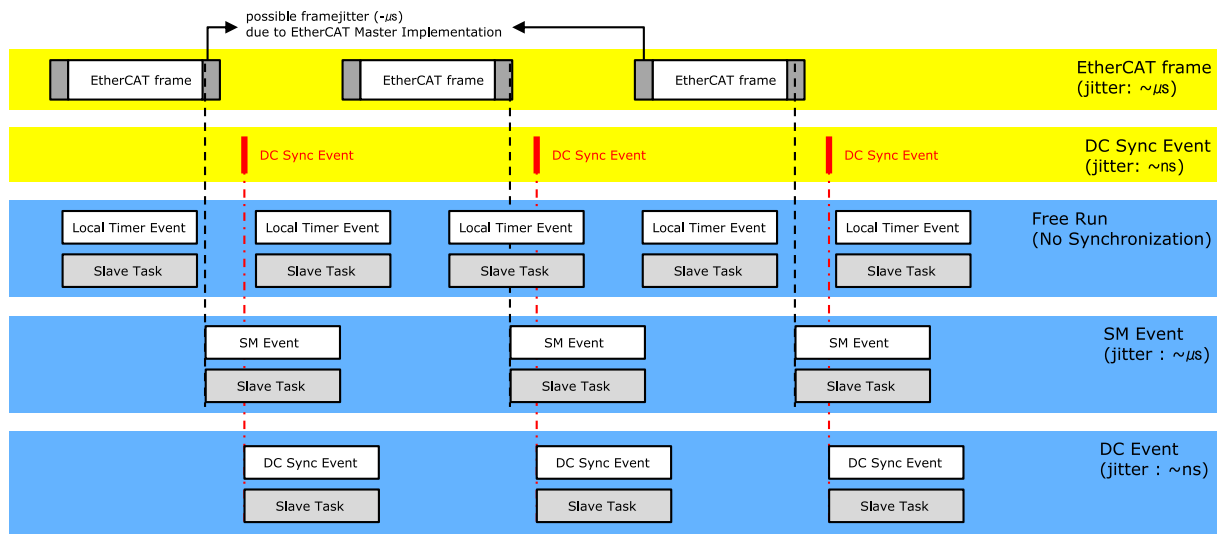 possible framejitter (-µs)
due to EtherCAT Master Implementation
EtherCAT frame
EtherCAT frame
EtherCAT frame
EtherCAT frame
(jitter: ~µs)
DC Sync Event
DC Sync Event
DC Sync Event
DC Sync Event
(jitter: ~ns)
Local Timer Event
Local Timer Event
Local Timer Event
Local Timer Event
Local Timer Event
Free Run
(No Synchronization)
Slave Task
Slave Task
Slave Task
Slave Task
Slave Task
SM Event
SM Event
SM Event
SM Event
(jitter : ~µs)
Slave Task
Slave Task
Slave Task
DC Sync Event
DC Sync Event
DC Sync Event
DC Event
(jitter : ~ns)
Slave Task
Slave Task
Slave Task